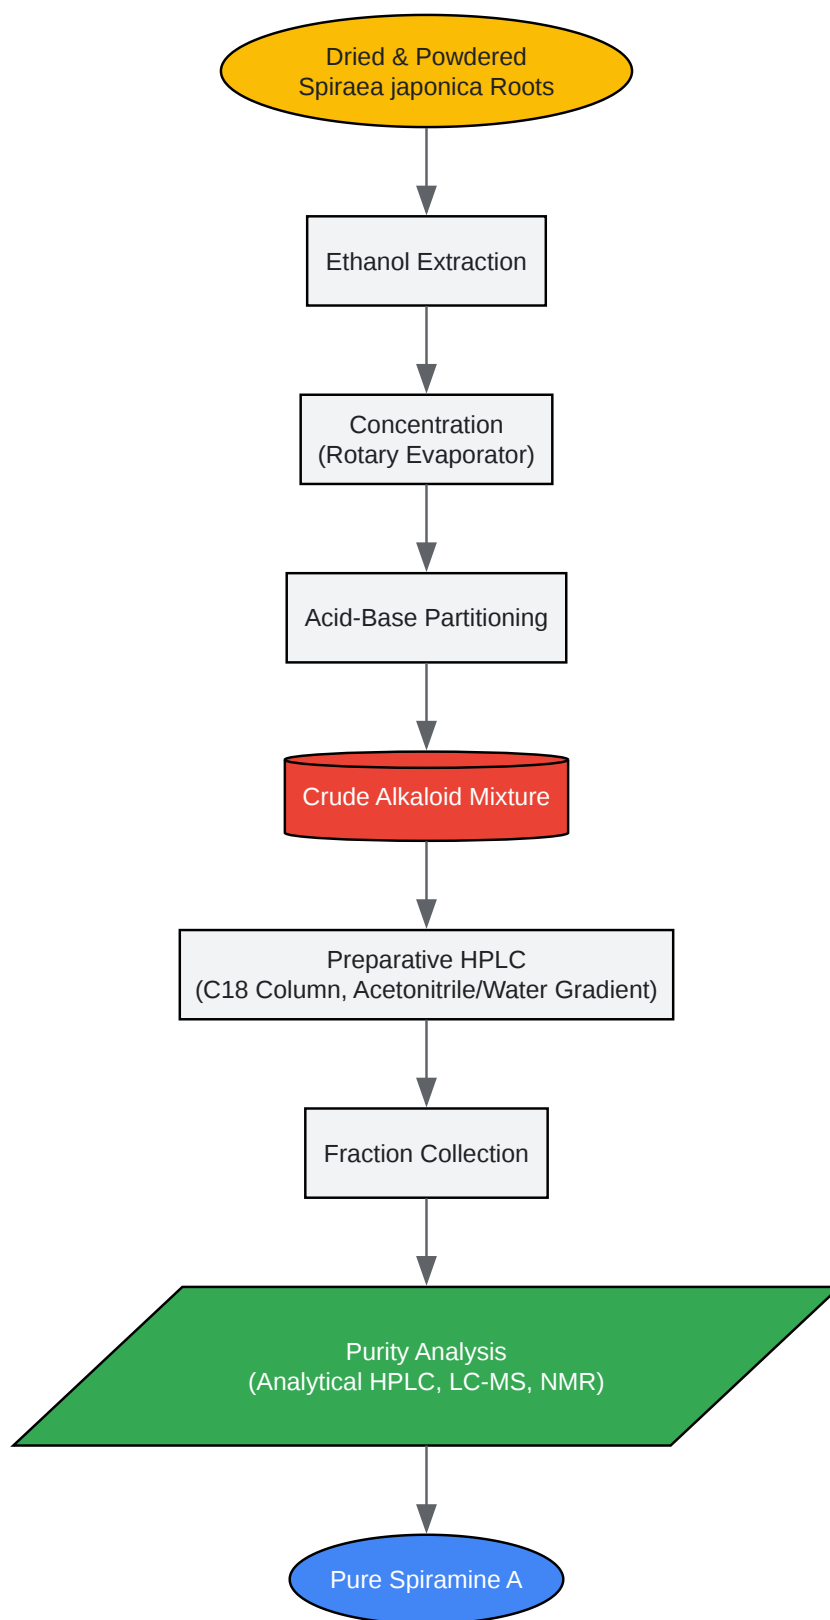 Dried & Powdered
Spiraea japonica Roots
Ethanol Extraction
Concentration
(Rotary Evaporator)
Acid-Base Partitioning
Crude Alkaloid Mixture
Preparative HPLC
(C18 Column, Acetonitrile/Water Gradient)
Fraction Collection
Purity Analysis
(Analytical HPLC, LC-MS, NMR)
Pure Spiramine A